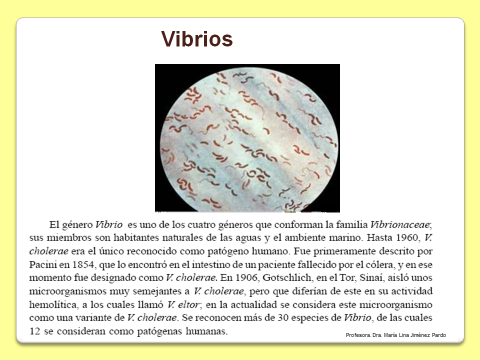 Vibrios
El género Vibrio es uno de los cuatro géneros que conforman la familia Vibrionaceae;
sus miembros son habitantes naturales de las aguas y el ambiente marino. Hasta 1960, V.
cholerae era el único reconocido como patógeno humano. Fue primeramente descrito por
Pacini en 1854, que lo encontró en el intestino de un paciente fallecido por el cólera, y en ese
momento fue designado como V. cholerae. En 1906, Gotschlich, en el Tor, Sinaí, aisló unos
microorganismos muy semejantes a V. cholerae, pero que diferían de este en su actividad
hemolítica, a los cuales llamó V. eltor; en la actualidad se considera este microorganismo
como una variante de V. cholerae. Se reconocen más de 30 especies de Vibrio, de las cuales
12 se consideran como patógenas humanas.
Profesora. Dra. María Lina Jiménez Pardo